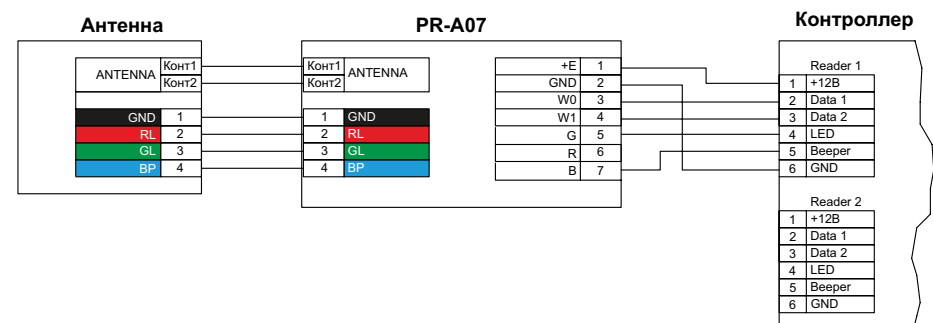 Антенна
PR-A07
Контроллер
ANTENNA
Конт1
Конт2
GND 1
RL 2
GL 3
BP 4
Конт1
Конт2
ANTENNA
1 GND
2 RL
3 GL
4 BP
+E 1
GND 2
W0 3
W1 4
G 5
R 6
B 7
Reader 1
1 +12В
2 Data 1
3 Data 2
4 LED
5 Beeper
6 GND
Reader 2
1 +12В
2 Data 1
3 Data 2
4 LED
5 Beeper
6 GND